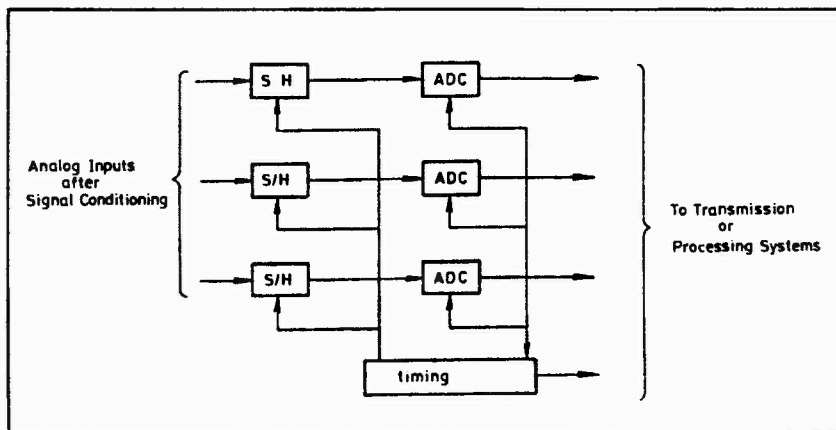 S H
ADC
Analog Inputs
after
Signal Conditioning
S/H
ADC
To Transmission
or
Processing Systems
S/H
ADC
timing